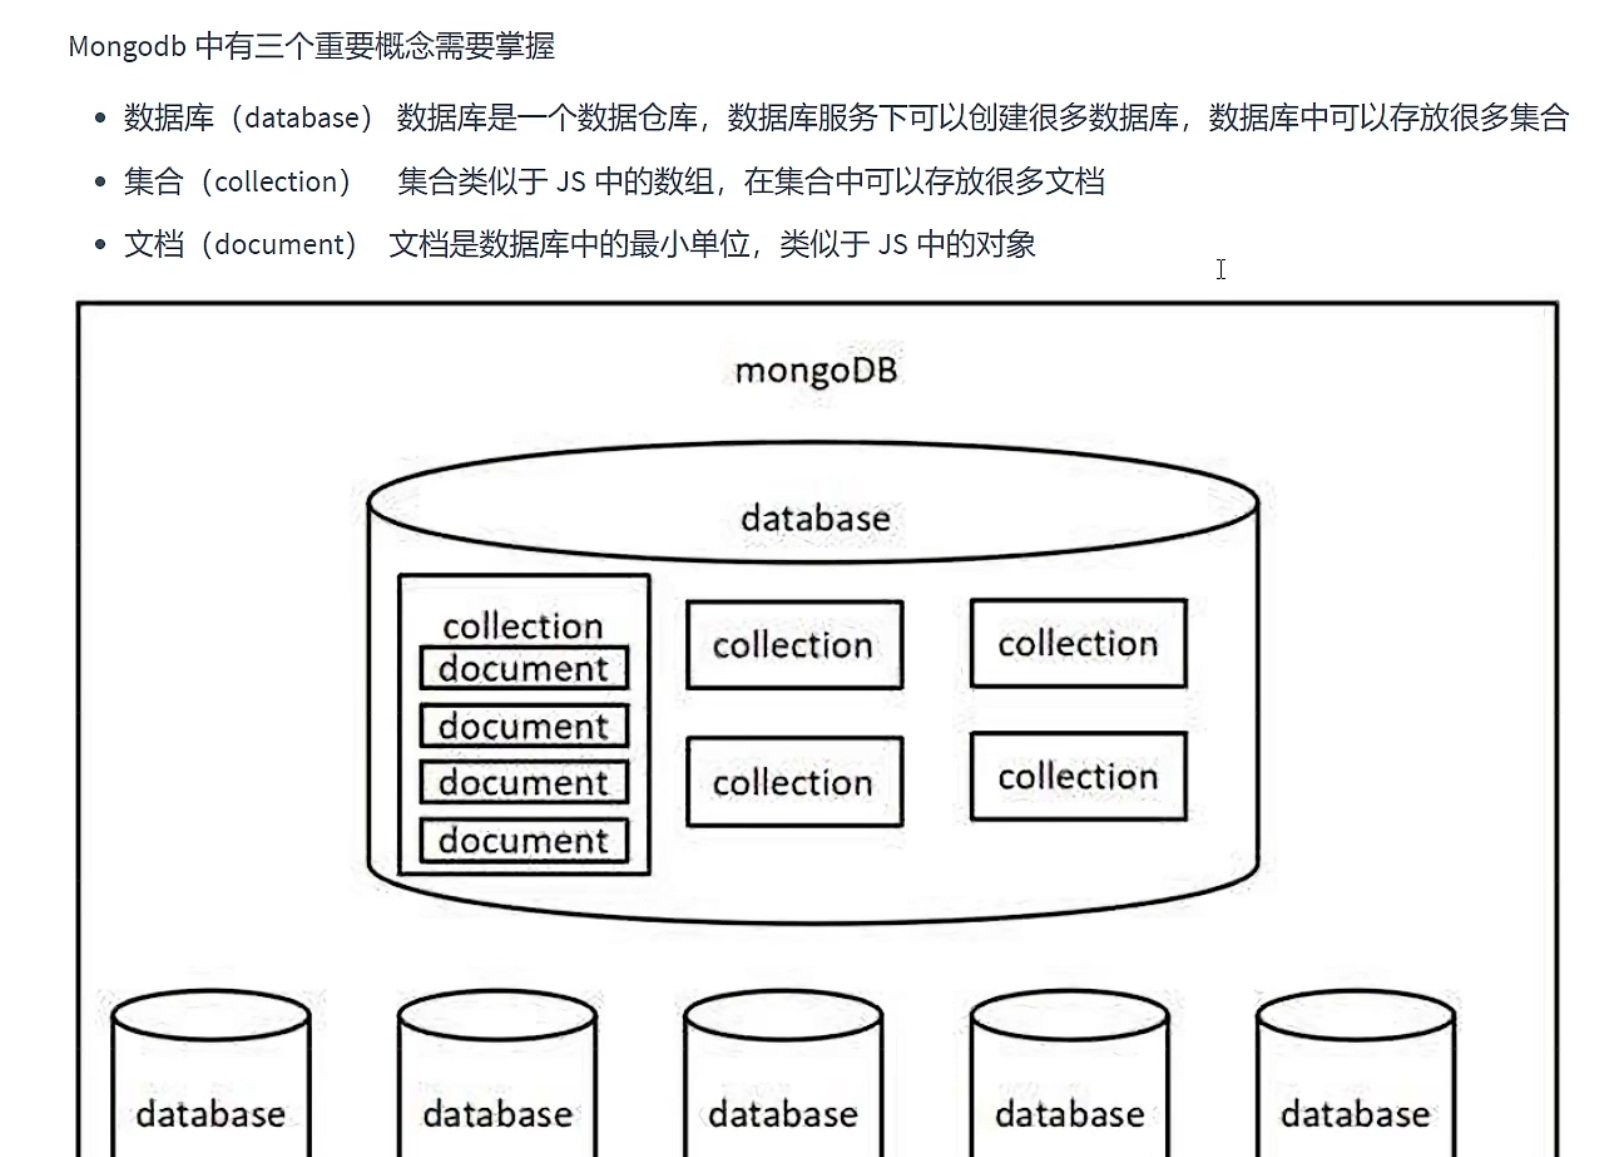 Mongodb 中有三个重要概念需要掌握
数据库（database） 数据库是一个数据仓库，数据库服务下可以创建很多数据库，数据库中可以存放很多集合
集合（collection） 集合类似于 JS 中的数组，在集合中可以存放很多文档
文档（document） 文档是数据库中的最小单位，类似于 JS 中的对象
mongoDB
database
collection
document
document
document
document
collection
collection
collection
collection
database
database
database
database
database